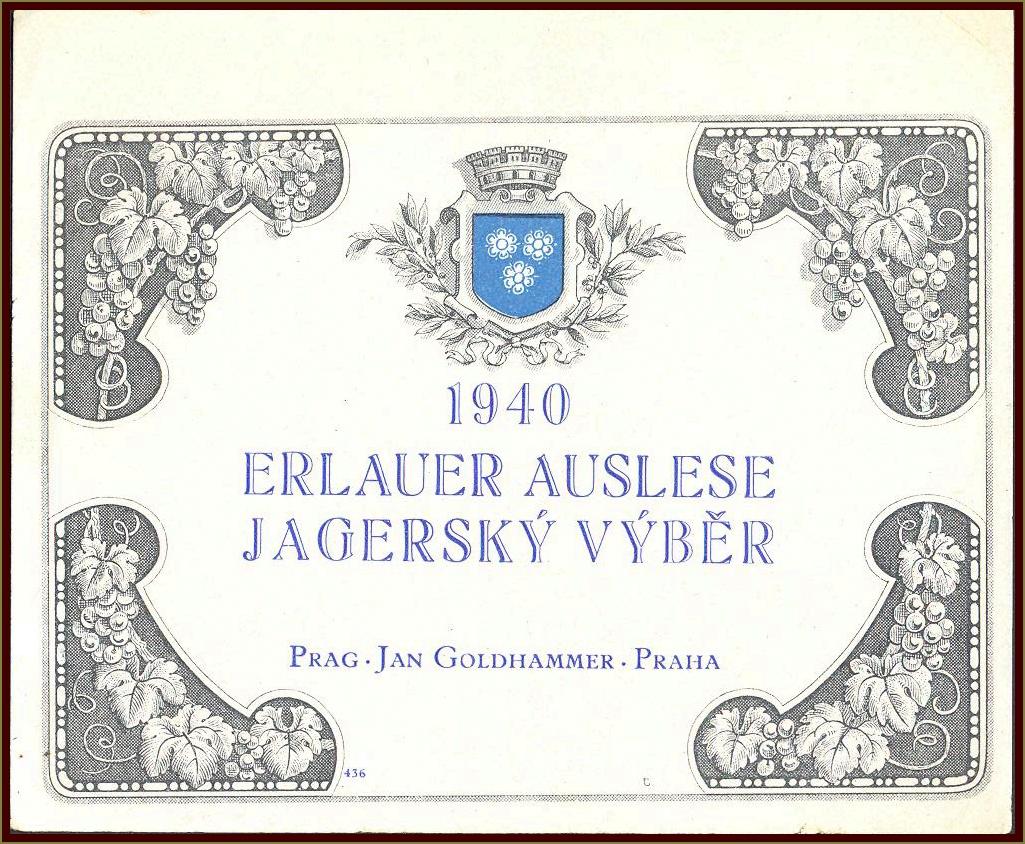 1940
ERLAUER AUSLESE
JAGERSKÝ VÝBĚR
PRAG · JAN GOLDHAMMER · PRAHA
436